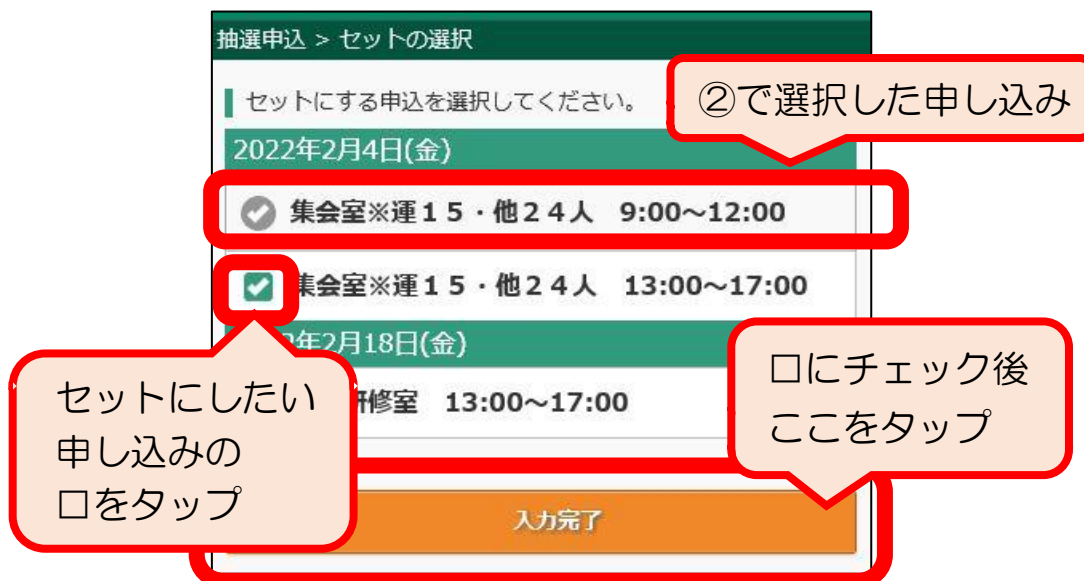 抽選申込 > セットの選択
セットにする申込を選択してください。
②で選択した申し込み
2022年2月4日(金)
集会室※運１５・他２４人　9:00～12:00
集会室※運１５・他２４人　13:00～17:00
年2月18日(金)
修室　13:00～17:00
セットにしたい
申し込みの
□をタップ
□にチェック後
ここをタップ
入力完了